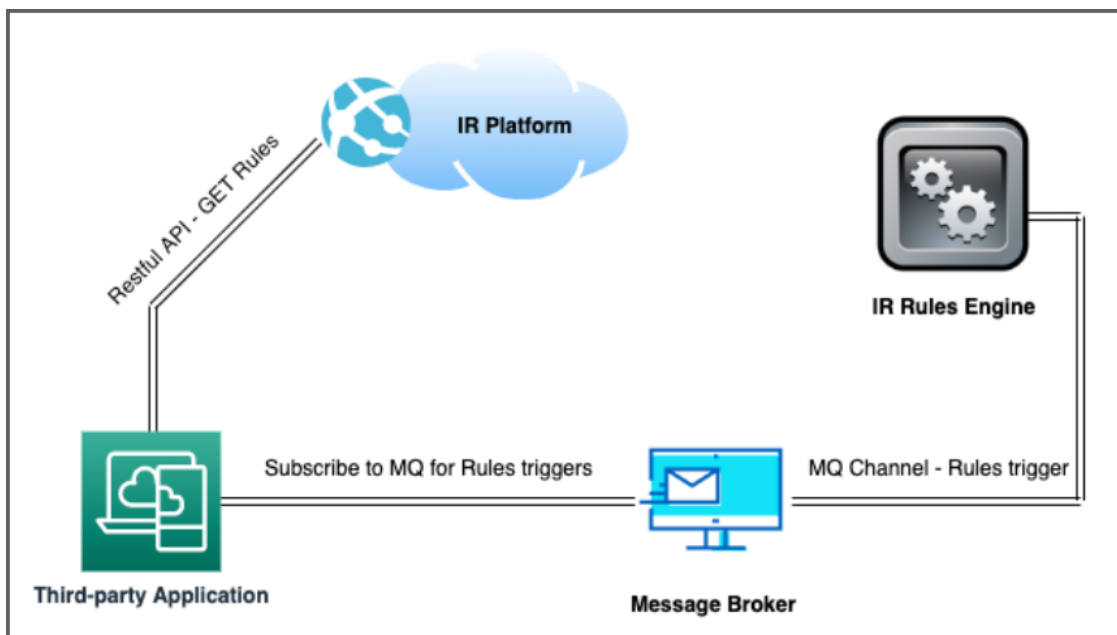 IR Platform
Restful API - GET Rules
IR Rules Engine
Subscribe to MQ for Rules triggers
MQ Channel - Rules trigger
Third-party Application
Message Broker